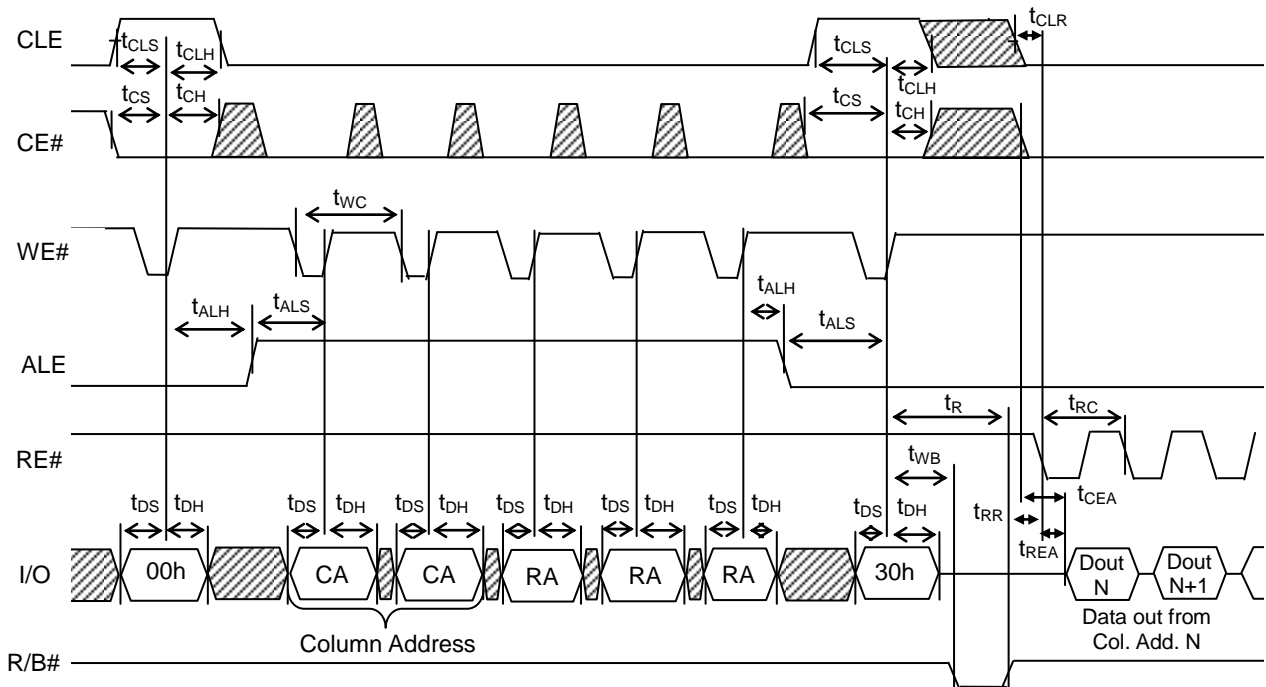 CLE
tCLS
tCLH
tCLS
tCLH
tCLR
CE#
tCS
tCH
tCS
tCH
WE#
tWC
ALE
tALH
tALS
tALH
tALS
RE#
tR
tRC
tWB
tCEA
tRR
tREA
I/O
tDS
tDH
tDS
tDH
tDS
tDH
tDS
tDH
tDS
tDH
tDS
tDH
tDS
tDH
00h
CA
CA
RA
RA
RA
30h
Dout
N
Dout
N+1
Column Address
Data out from
Col. Add. N
R/B#